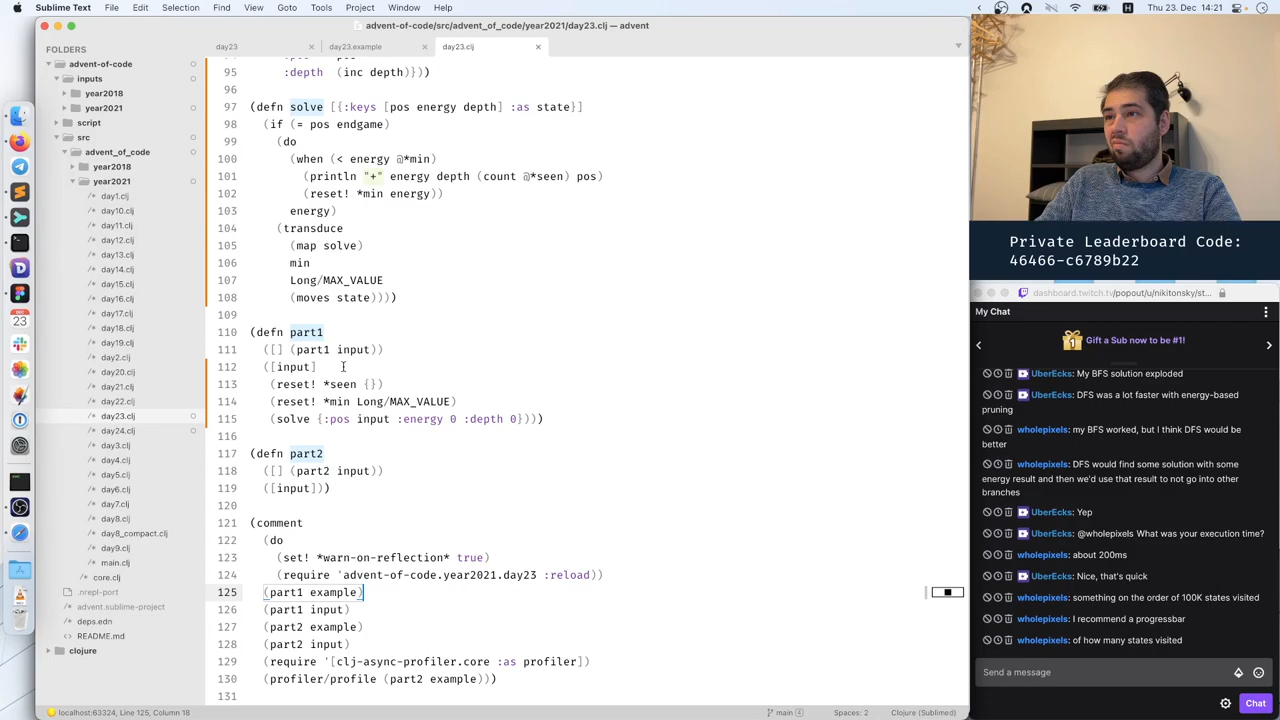 Sublime Text File Edit Selection Find View Goto Tools Project Window Help
Thu 23. Dec 14:21
advent-of-code/src/advent_of_code/year2021/day23.clj — advent
FOLDERS
advent-of-code
inputs
year2018
year2021
script
src
advent_of_code
year2018
year2021
day1.clj
day10.clj
day11.clj
day12.clj
day13.clj
day14.clj
day15.clj
day16.clj
day17.clj
day18.clj
day19.clj
day2.clj
day20.clj
day21.clj
day22.clj
day23.clj
day24.clj
day3.clj
day4.clj
day5.clj
day6.clj
day7.clj
day8.clj
day8_compact.clj
day9.clj
main.clj
core.clj
.nrepl-port
advent.sublime-project
deps.edn
README.md
clojure
DEC
23
day23
day23.example
day23.clj
95 :depth (inc depth)}))
96
97 (defn solve [{:keys [pos energy depth] :as state}]
98 (if (= pos endgame)
99 (do
100 (when (< energy @*min)
101 (println "+" energy depth (count @*seen) pos)
102 (reset! *min energy))
103 energy)
104 (transduce
105 (map solve)
106 min
107 Long/MAX_VALUE
108 (moves state))))
109
110 (defn part1
111 ([] (part1 input))
112 ([input]
113 (reset! *seen {})
114 (reset! *min Long/MAX_VALUE)
115 (solve {:pos input :energy 0 :depth 0})))
116
117 (defn part2
118 ([] (part2 input))
119 ([input]))
120
121 (comment
122 (do
123 (set! *warn-on-reflection* true)
124 (require 'advent-of-code.year2021.day23 :reload))
125 (part1 example)
126 (part1 input)
127 (part2 example)
128 (part2 input)
129 (require '[clj-async-profiler.core :as profiler])
130 (profiler/profile (part2 example)))
131
localhost:63324, Line 125, Column 18
main 4
Spaces: 2
Clojure (Sublimed)
Private Leaderboard Code:
46466-c6789b22
dashboard.twitch.tv/popout/u/nikitonsky/st...
My Chat
1
Gift a Sub now to be #1!
UberEcks: My BFS solution exploded
UberEcks: DFS was a lot faster with energy-based
pruning
wholepixels: my BFS worked, but I think DFS would be
better
wholepixels: DFS would find some solution with some
energy result and then we'd use that result to not go into other
branches
UberEcks: Yep
UberEcks: @wholepixels What was your execution time?
wholepixels: about 200ms
UberEcks: Nice, that's quick
wholepixels: something on the order of 100K states visited
wholepixels: I recommend a progressbar
wholepixels: of how many states visited
Send a message
Chat